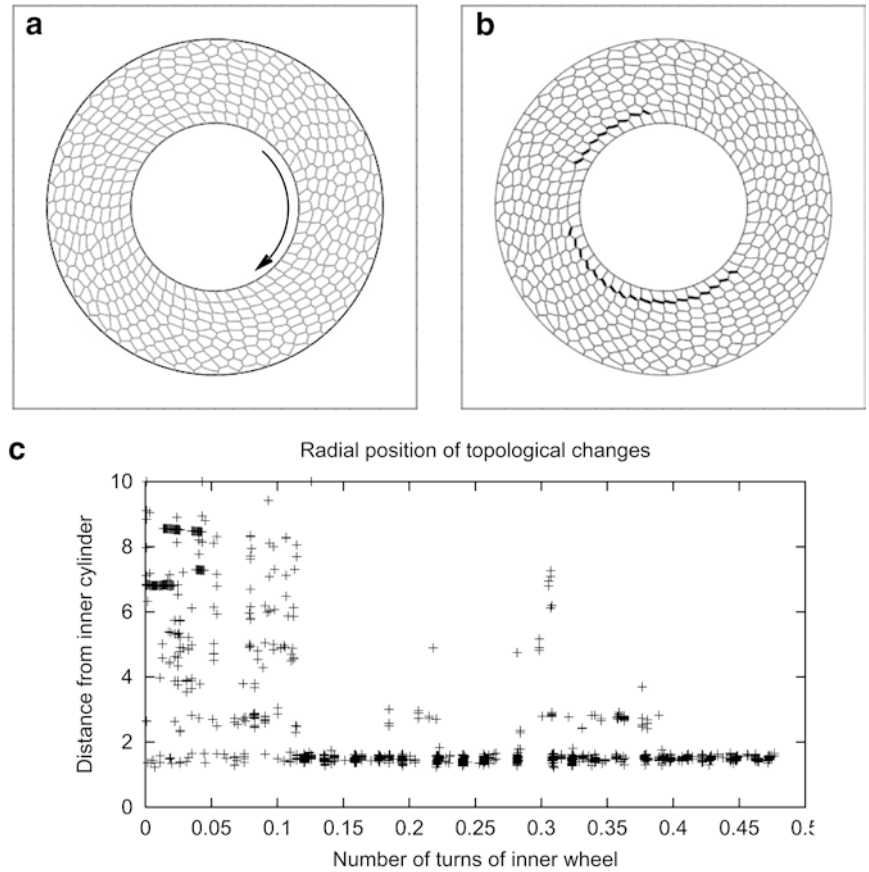 a
b
c
Radial position of topological changes
Distance from inner cylinder
10
8
6
4
2
0
0 0.05 0.1 0.15 0.2 0.25 0.3 0.35 0.4 0.45
Number of turns of inner wheel